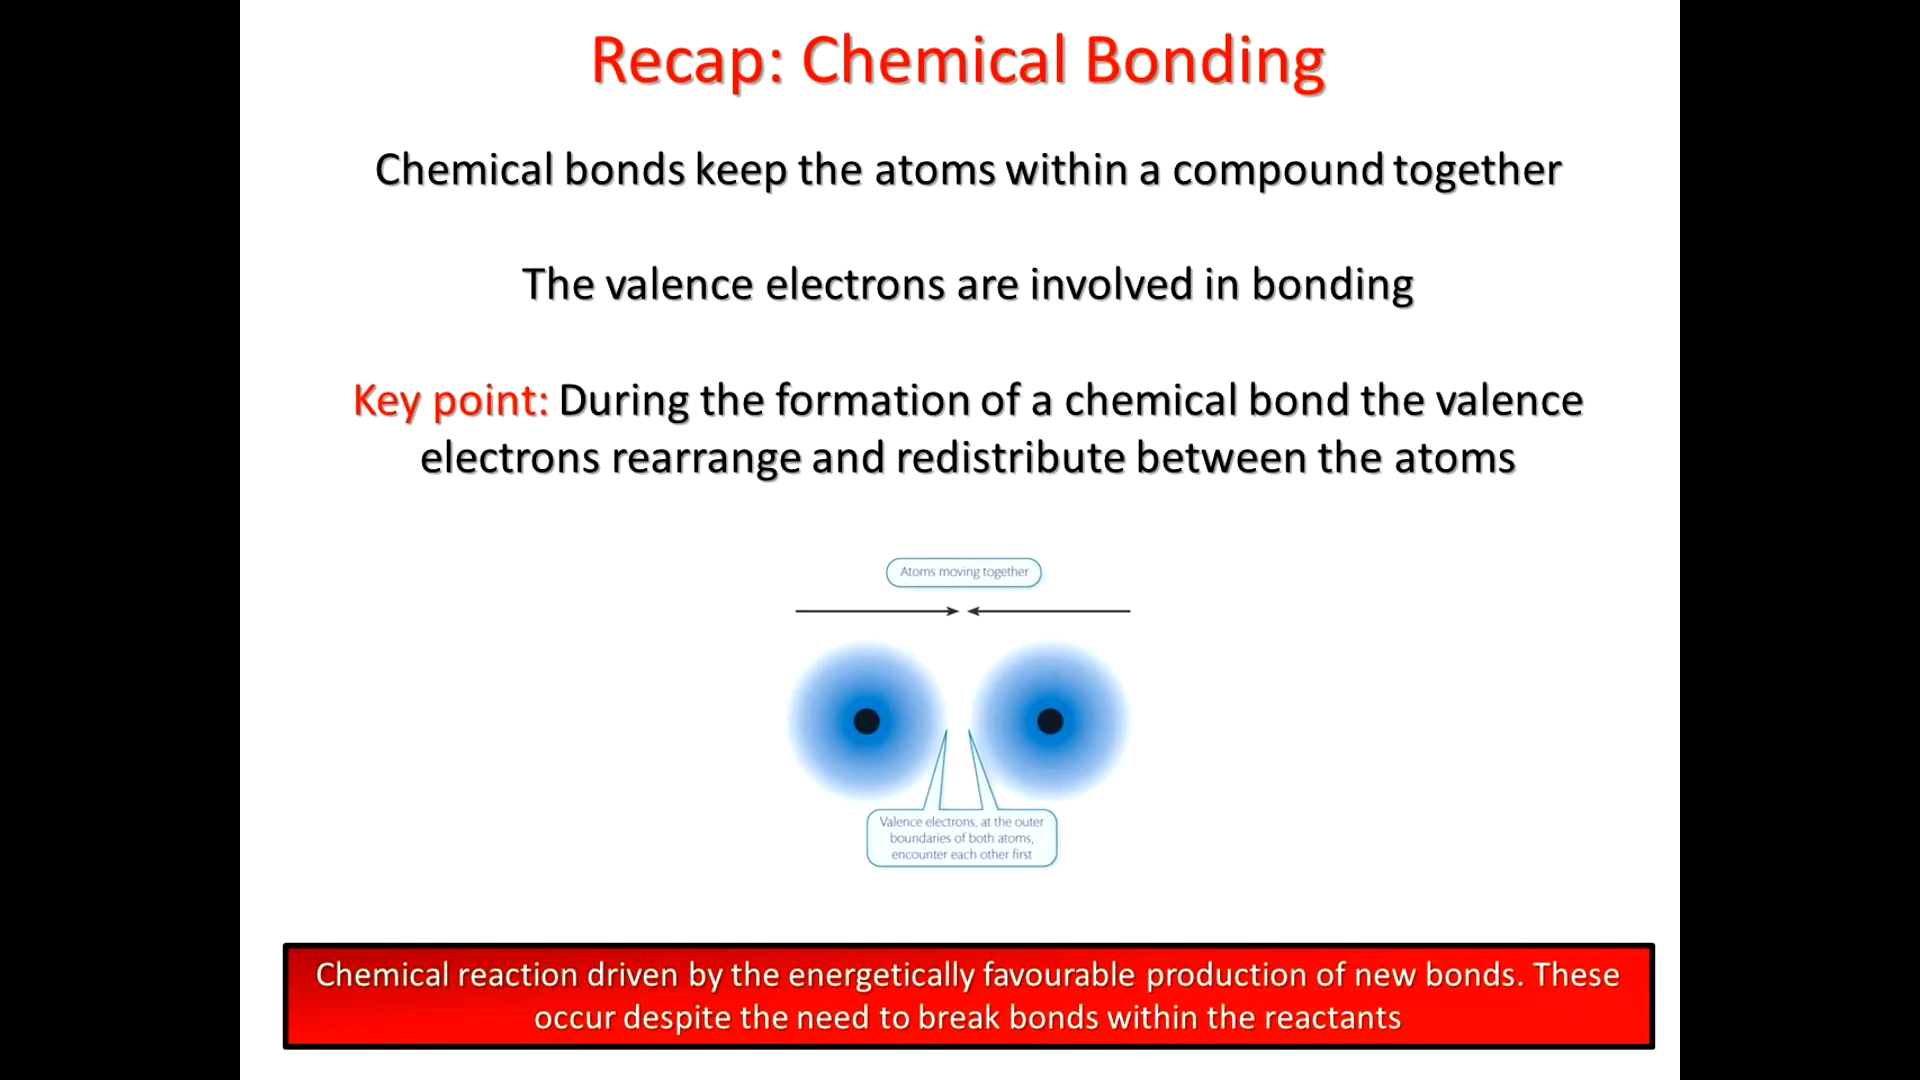 Recap: Chemical Bonding
Chemical bonds keep the atoms within a compound together
The valence electrons are involved in bonding
Key point: During the formation of a chemical bond the valence
electrons rearrange and redistribute between the atoms
Atoms moving together
Valence electrons, at the outer
boundaries of both atoms,
encounter each other first
Chemical reaction driven by the energetically favourable production of new bonds. These
occur despite the need to break bonds within the reactants